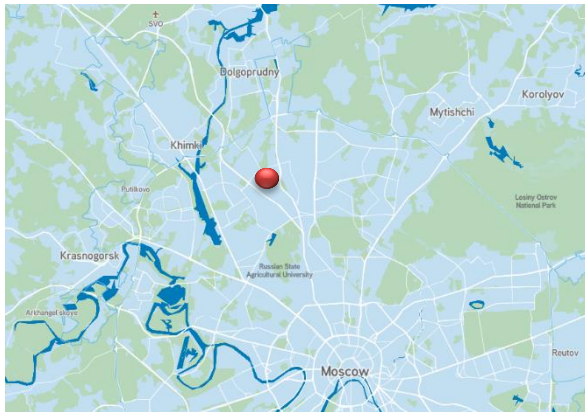 SVO
Dolgoprudny
Korolyov
Mytishchi
Khimki
Putilkovo
Losiny Ostrov
National Park
Krasnogorsk
Russian State
Agricultural University
Arkhangelskoye
Reutov
Moscow